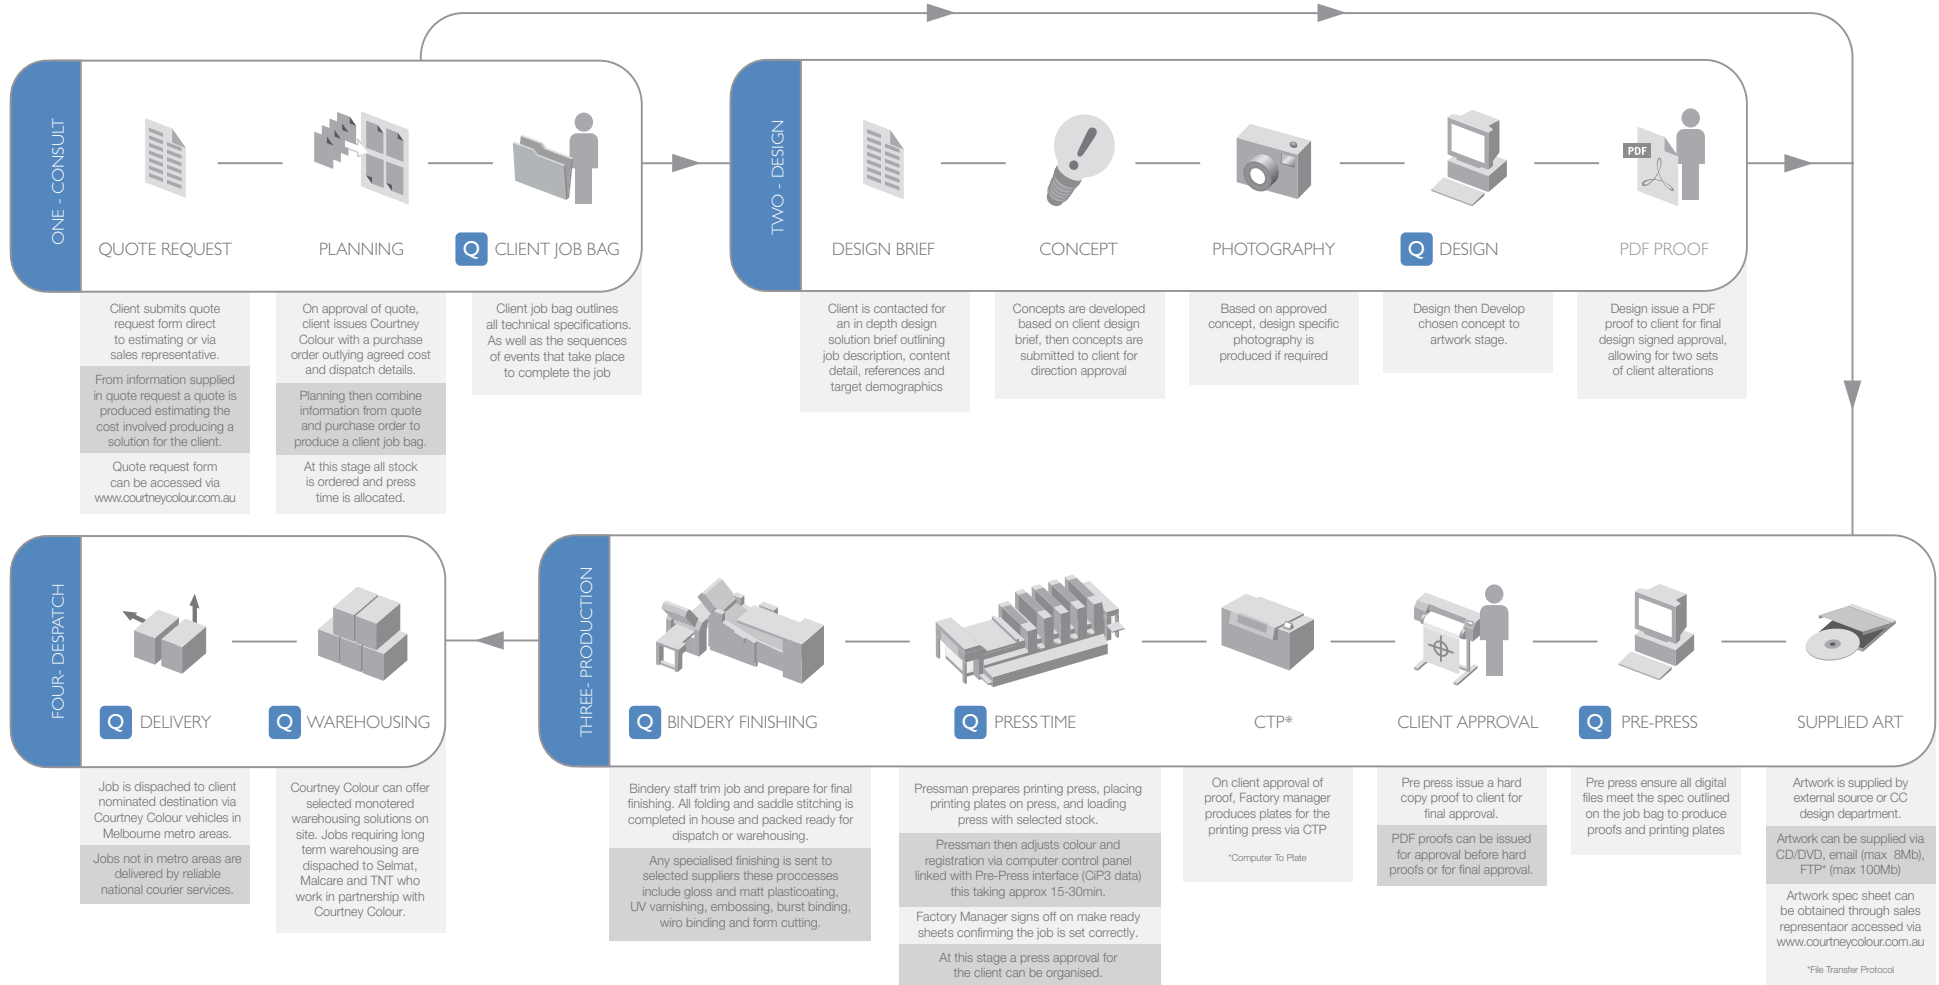 ONE - CONSULT
QUOTE REQUEST
Client submits quote
request form direct
to estimating or via
sales representative.
From information supplied
in quote request a quote is
produced estimating the
cost involved producing a
solution for the client.
Quote request form
can be accessed via
www.courtneycolour.com.au
PLANNING
On approval of quote,
client issues Courtney
Colour with a purchase
order outlying agreed cost
and dispatch details.
Planning then combine
information from quote
and purchase order to
produce a client job bag.
At this stage all stock
is ordered and press
time is allocated.
Q CLIENT JOB BAG
Client job bag outlines
all technical specifications.
As well as the sequences
of events that take place
to complete the job
TWO - DESIGN
DESIGN BRIEF
Client is contacted for
an in depth design
solution brief outlining
job description, content
detail, references and
target demographics
CONCEPT
Concepts are developed
based on client design
brief, then concepts are
submitted to client for
direction approval
PHOTOGRAPHY
Based on approved
concept, design specific
photography is
produced if required
Q DESIGN
Design then Develop
chosen concept to
artwork stage.
PDF
PDF PROOF
Design issue a PDF
proof to client for final
design signed approval,
allowing for two sets
of client alterations
FOUR- DESPATCH
Q DELIVERY
Job is dispached to client
nominated destination via
Courtney Colour vehicles in
Melbourne metro areas.
Jobs not in metro areas are
delivered by reliable
national courier services.
Q WAREHOUSING
Courtney Colour can offer
selected monotered
warehousing solutions on
site. Jobs requiring long
term warehousing are
dispached to Selmat,
Malcare and TNT who
work in partnership with
Courtney Colour.
THREE- PRODUCTION
Q BINDERY FINISHING
Bindery staff trim job and prepare for final
finishing. All folding and saddle stitching is
completed in house and packed ready for
dispatch or warehousing.
Any specialised finishing is sent to
selected suppliers these proccesses
include gloss and matt plasticoating,
UV varnishing, embossing, burst binding,
wiro binding and form cutting.
Q PRESS TIME
Pressman prepares printing press, placing
printing plates on press, and loading
press with selected stock.
Pressman then adjusts colour and
registration via computer control panel
linked with Pre-Press interface (CiP3 data)
this taking approx 15-30min.
Factory Manager signs off on make ready
sheets confirming the job is set correctly.
At this stage a press approval for
the client can be organised.
CTP*
On client approval of
proof, Factory manager
produces plates for the
printing press via CTP
*Computer To Plate
CLIENT APPROVAL
Pre press issue a hard
copy proof to client for
final approval.
PDF proofs can be issued
for approval before hard
proofs or for final approval.
Q PRE-PRESS
Pre press ensure all digital
files meet the spec outlined
on the job bag to produce
proofs and printing plates
SUPPLIED ART
Artwork is supplied by
external source or CC
design department.
Artwork can be supplied via
CD/DVD, email (max 8Mb),
FTP* (max 100Mb)
Artwork spec sheet can
be obtained through sales
representaor accessed via
www.courtneycolour.com.au
*File Transfer Protocol